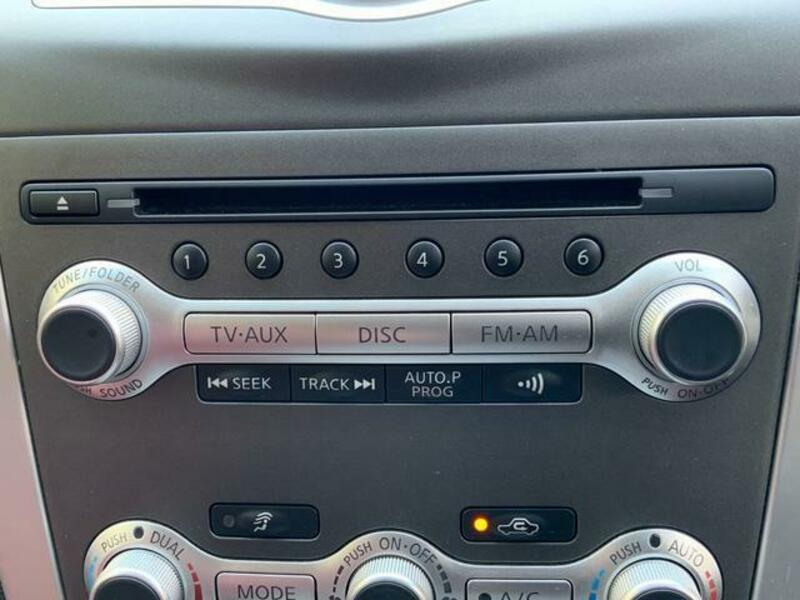 1 2 3 4 5 6
TUNE/FOLDER
VOL
TV·AUX DISC FM·AM
SOUND
PUSH ON·OFF
SEEK TRACK AUTO.P
PROG
PUSH DUAL
PUSH ON·OFF
PUSH AUTO
MODE
A/C